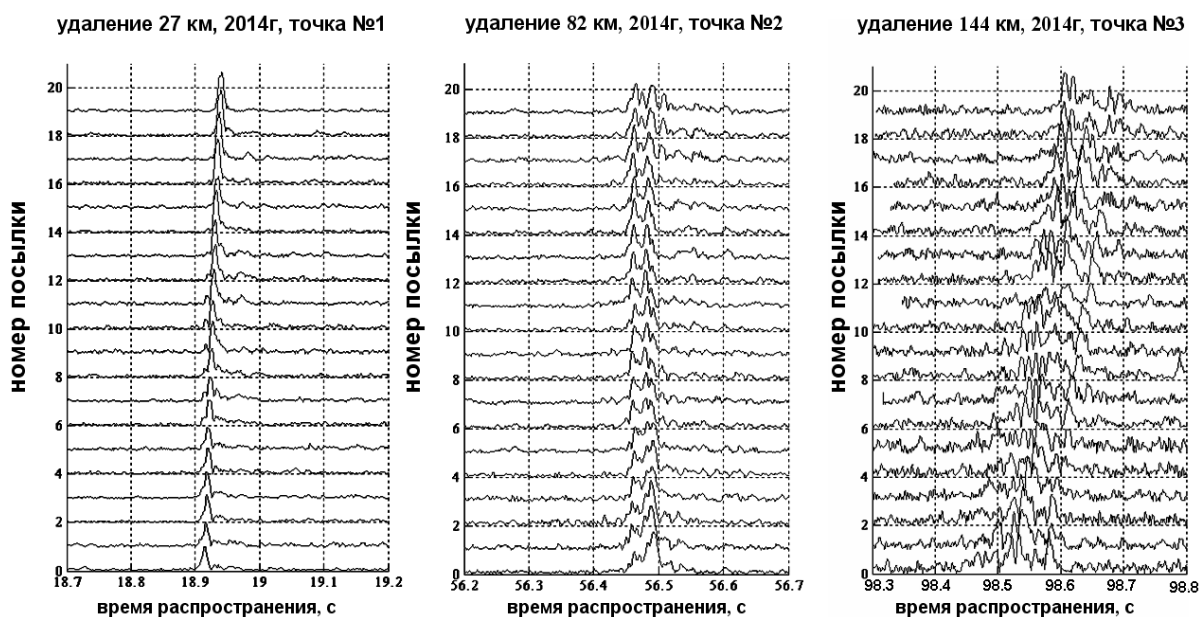 удаление 27 км, 2014г, точка №1
номер посылки
20
18
16
14
12
10
8
6
4
2
0
18.7 18.8 18.9 19 19.1 19.2
время распространения, с
удаление 82 км, 2014г, точка №2
номер посылки
20
18
16
14
12
10
8
6
4
2
0
56.2 56.3 56.4 56.5 56.6 56.7
время распространения, с
удаление 144 км, 2014г, точка №3
номер посылки
20
18
16
14
12
10
8
6
4
2
0
98.3 98.4 98.5 98.6 98.7 98.8
время распространения, с